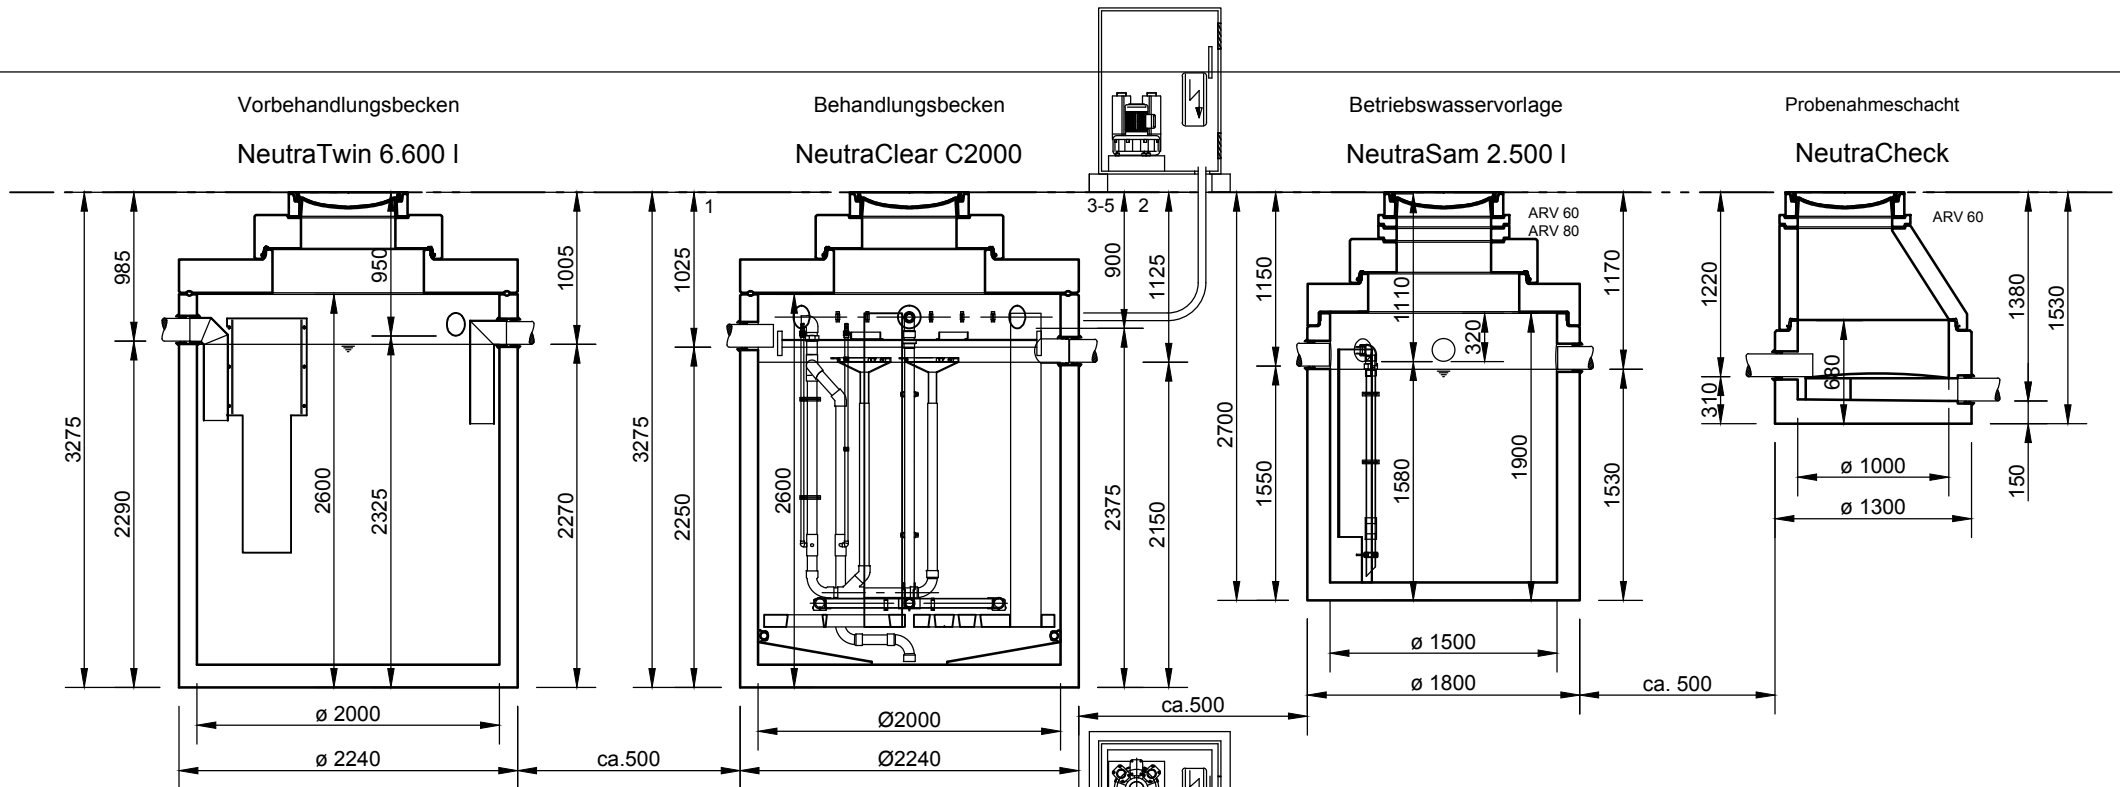 Vorbehandlungsbecken
NeutraTwin 6.600 l
Behandlungsbecken
NeutraClear C2000
Betriebswasservorlage
NeutraSam 2.500 l
Probenahmeschacht
NeutraCheck
3275
985
2290
2600
950
2325
1005
2270
ø 2000
ø 2240
ca.500
3275
1
1025
2250
2600
3-5
2
900
2375
1125
2150
Ø2000
Ø2240
ca.500
2700
1150
1550
1110
1580
320
1900
ARV 60
ARV 80
1170
1530
ø 1500
ø 1800
ca. 500
1220
310
680
ARV 60
1380
150
1530
ø 1000
ø 1300